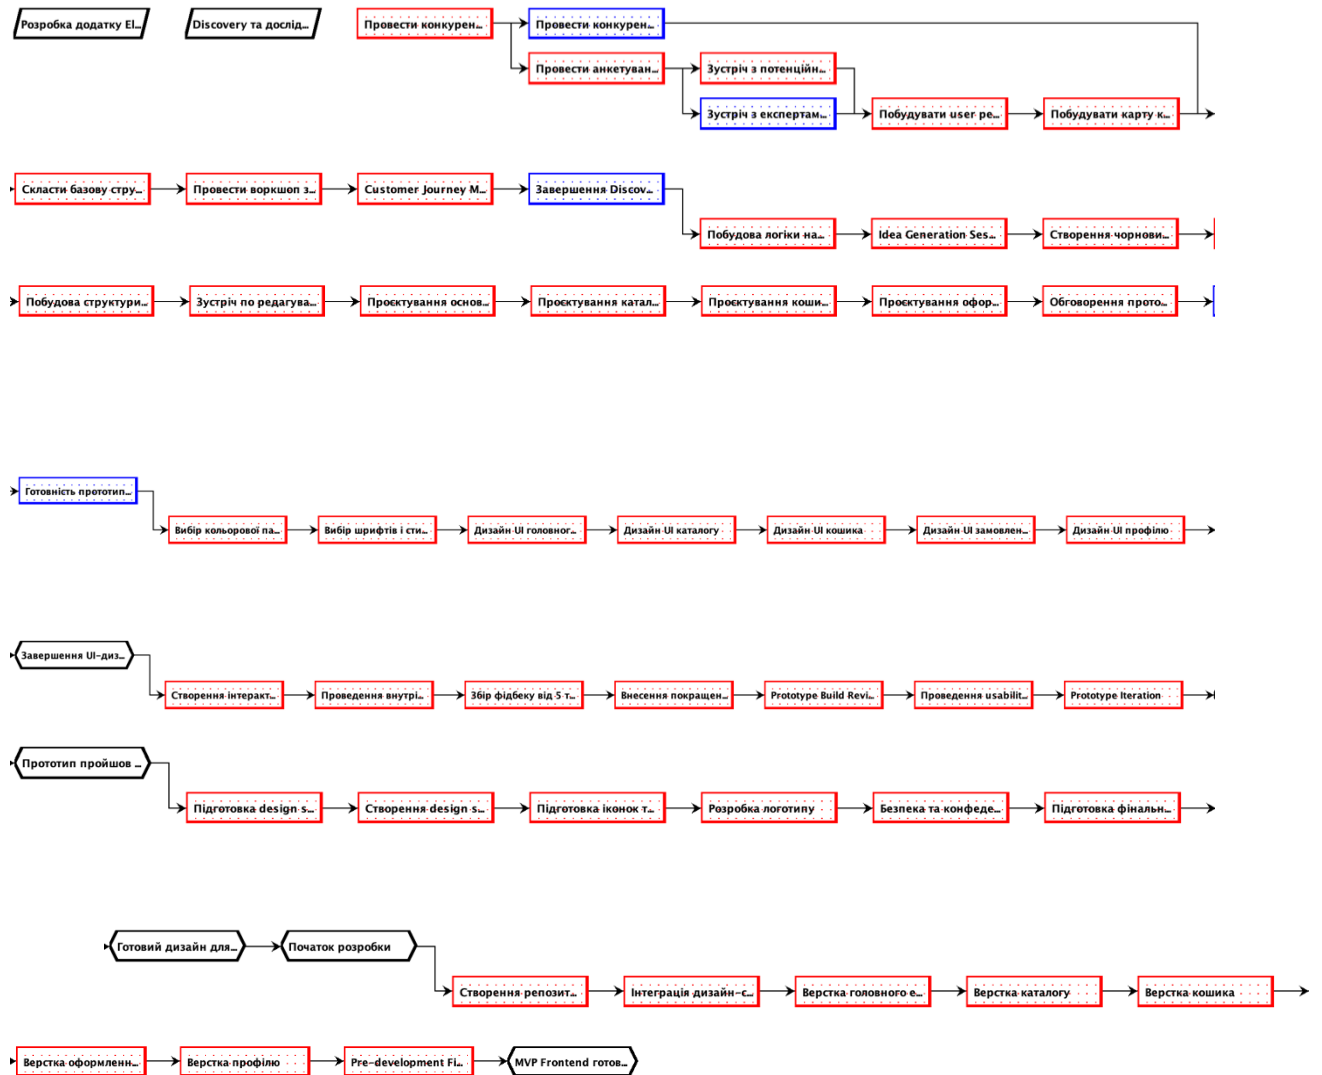 Розробка додатку El...
Discovery та дослід...
Провести конкурен...
Провести конкурен...
Провести анкетуван...
Зустріч з потенційн...
Зустріч з експертам...
Побудувати user pe...
Побудувати карту к...
Скласти базову стру...
Провести воркшоп з...
Customer Journey M...
Завершення Discov...
Побудова логіки на...
Idea Generation Ses...
Створення чорнови...
Побудова структури...
Зустріч по редагува...
Проєктування основ...
Проєктування катал...
Проєктування коши...
Проєктування офор...
Обговорення прото...
Готовність прототип...
Вибір кольорової па...
Вибір шрифтів і сти...
Дизайн UI головног...
Дизайн UI каталогу
Дизайн UI кошика
Дизайн UI замовлен...
Дизайн UI профілю
Завершення UI-диз...
Створення інтеракт...
Проведення внутрі...
Збір фідбеку від 5 т...
Внесення покращен...
Prototype Build Revi...
Проведення usabilit...
Prototype Iteration
Прототип пройшов ...
Підготовка design s...
Створення design s...
Підготовка іконок т...
Розробка логотипу
Безпека та конфеде...
Підготовка фінальн...
Готовий дизайн для...
Початок розробки
Створення репозит...
Інтеграція дизайн-с...
Верстка головного е...
Верстка каталогу
Верстка кошика
Верстка оформленн...
Верстка профілю
Pre-development Fi...
MVP Frontend готов...